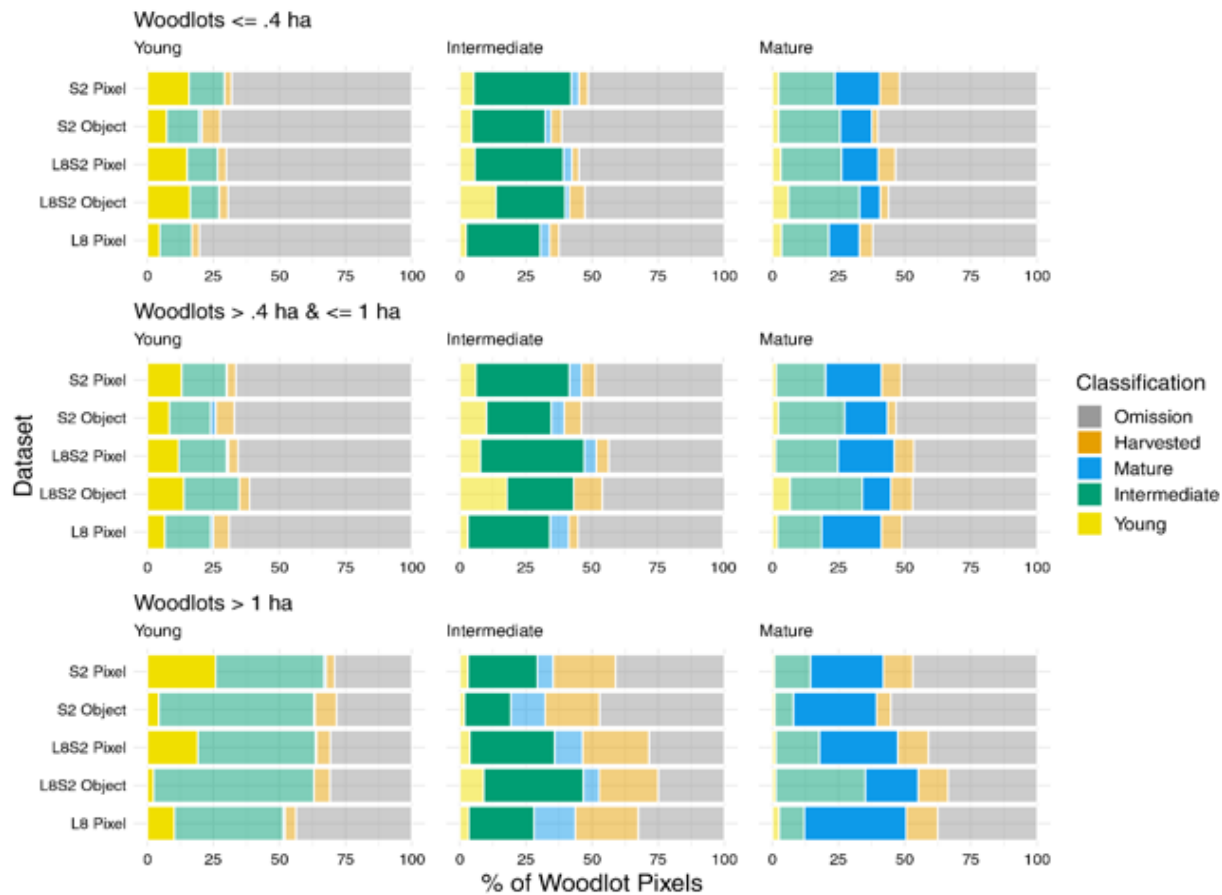 Woodlots <= .4 ha
Young Intermediate Mature
S2 Pixel
S2 Object
L8S2 Pixel
L8S2 Object
L8 Pixel
0 25 50 75 100 0 25 50 75 100 0 25 50 75 100
Woodlots > .4 ha & <= 1 ha
Young Intermediate Mature
S2 Pixel
S2 Object
L8S2 Pixel
L8S2 Object
L8 Pixel
0 25 50 75 100 0 25 50 75 100 0 25 50 75 100
Woodlots > 1 ha
Young Intermediate Mature
S2 Pixel
S2 Object
L8S2 Pixel
L8S2 Object
L8 Pixel
0 25 50 75 100 0 25 50 75 100 0 25 50 75 100
% of Woodlot Pixels
Dataset
Classification
Omission
Harvested
Mature
Intermediate
Young